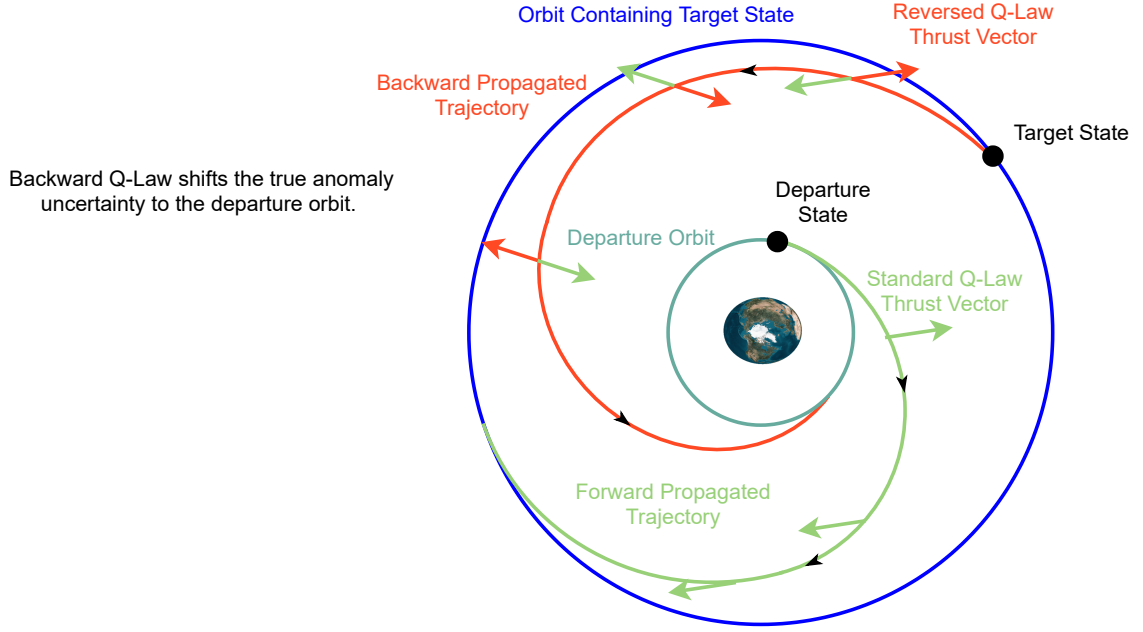 Orbit Containing Target State
Reversed Q-Law
Thrust Vector
Backward Propagated
Trajectory
Target State
Backward Q-Law shifts the true anomaly
uncertainty to the departure orbit.
Departure
State
Departure Orbit
Standard Q-Law
Thrust Vector
Forward Propagated
Trajectory